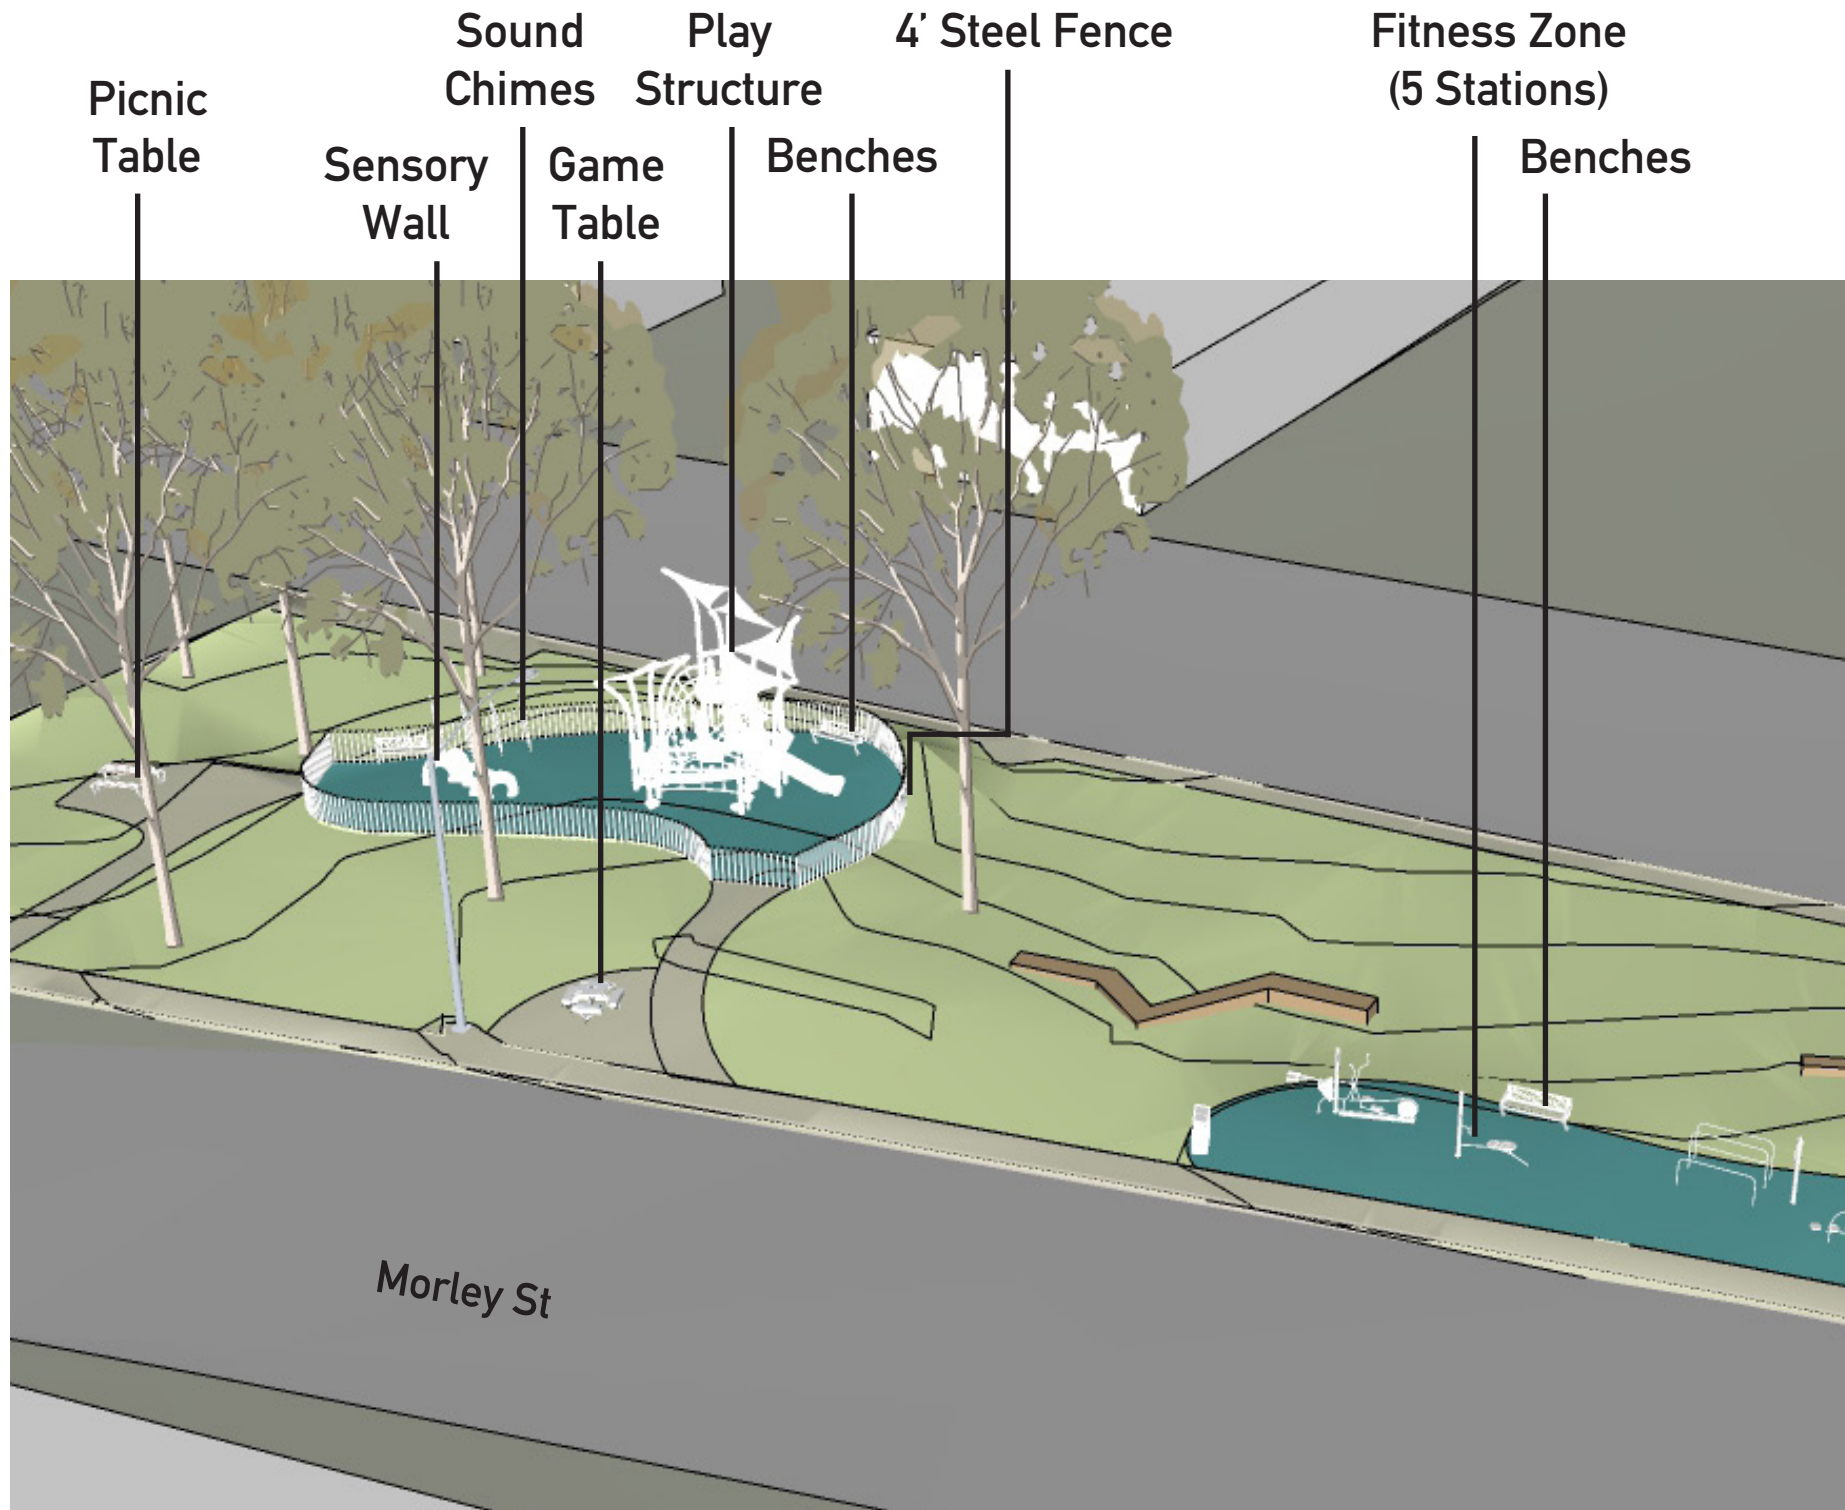 Picnic
Table
Sensory
Wall
Sound
Chimes
Game
Table
Play
Structure
Benches
4’ Steel Fence
Fitness Zone
(5 Stations)
Benches
Morley St